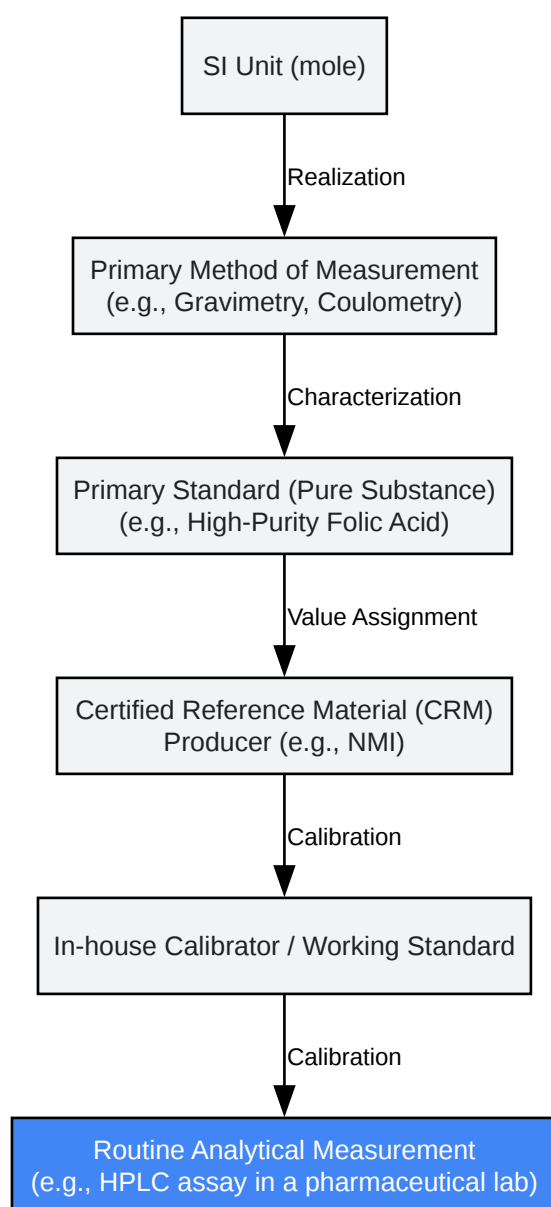 SI Unit (mole)
Realization
Primary Method of Measurement
(e.g., Gravimetry, Coulometry)
Characterization
Primary Standard (Pure Substance)
(e.g., High-Purity Folic Acid)
Value Assignment
Certified Reference Material (CRM)
Producer (e.g., NMI)
Calibration
In-house Calibrator / Working Standard
Calibration
Routine Analytical Measurement
(e.g., HPLC assay in a pharmaceutical lab)